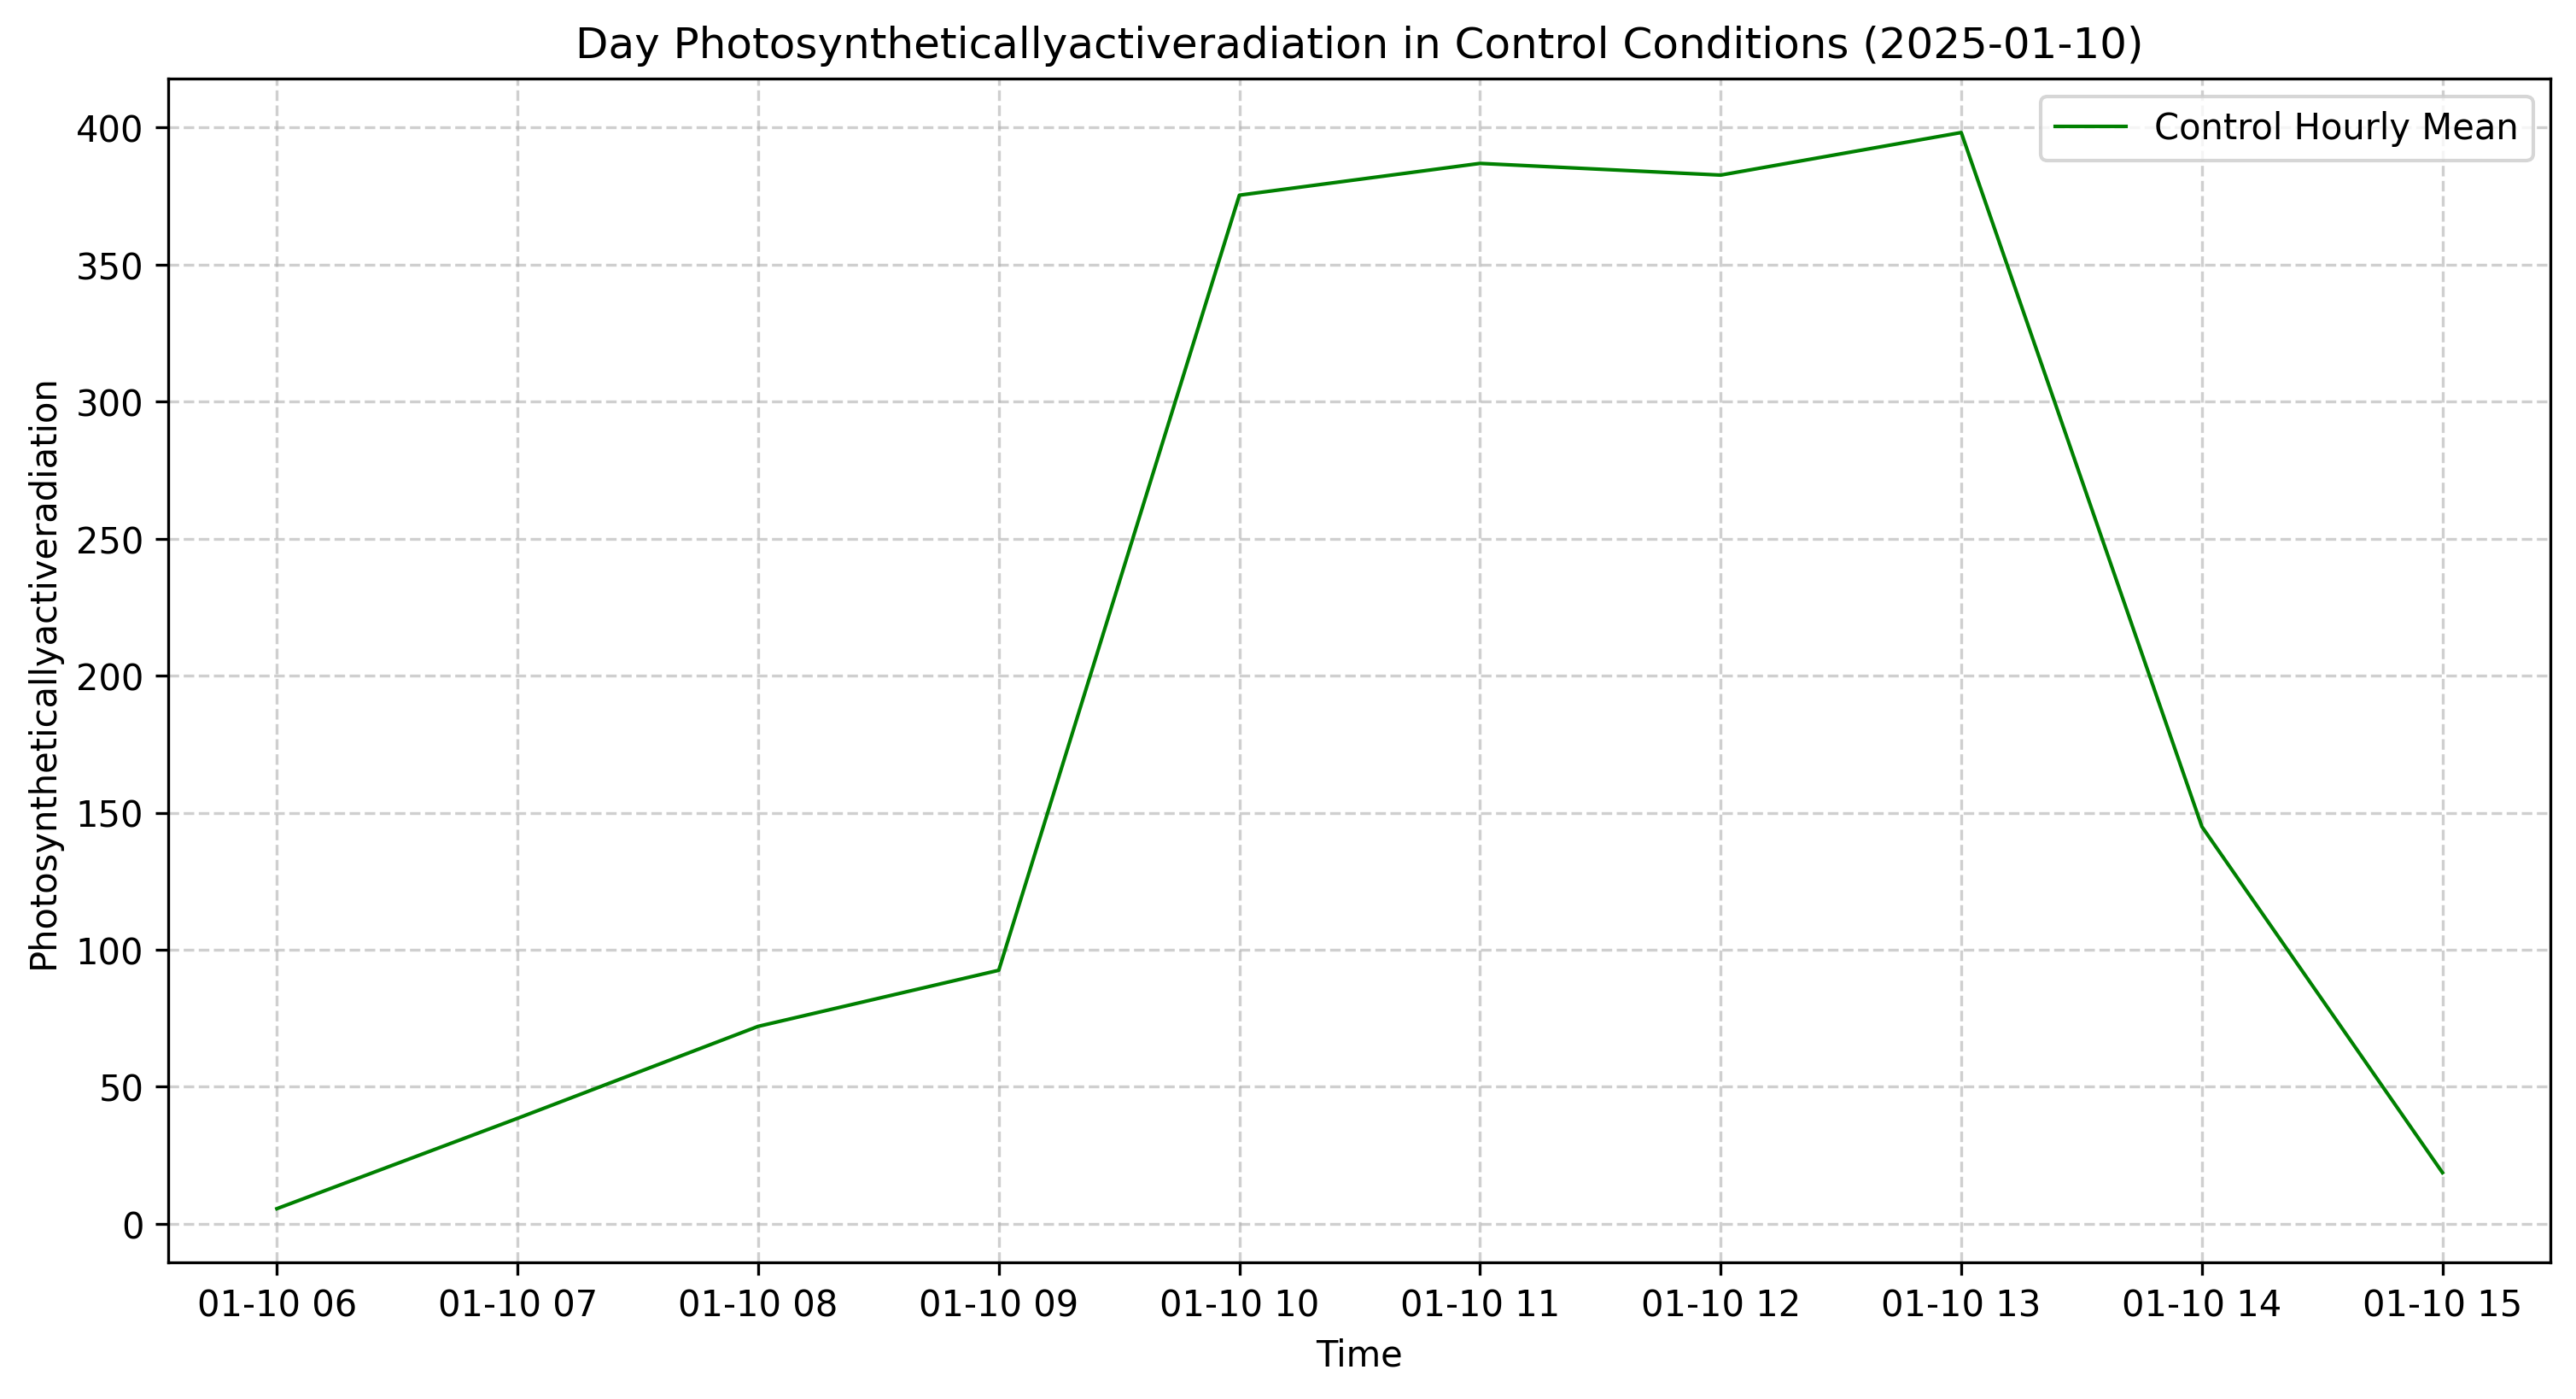 Day Photosyntheticallyactiveradiation in Control Conditions (2025-01-10)
Control Hourly Mean
Photosyntheticallyactiveradiation
400
350
300
250
200
150
100
50
0
01-10 06 01-10 07 01-10 08 01-10 09 01-10 10 01-10 11 01-10 12 01-10 13 01-10 14 01-10 15
Time